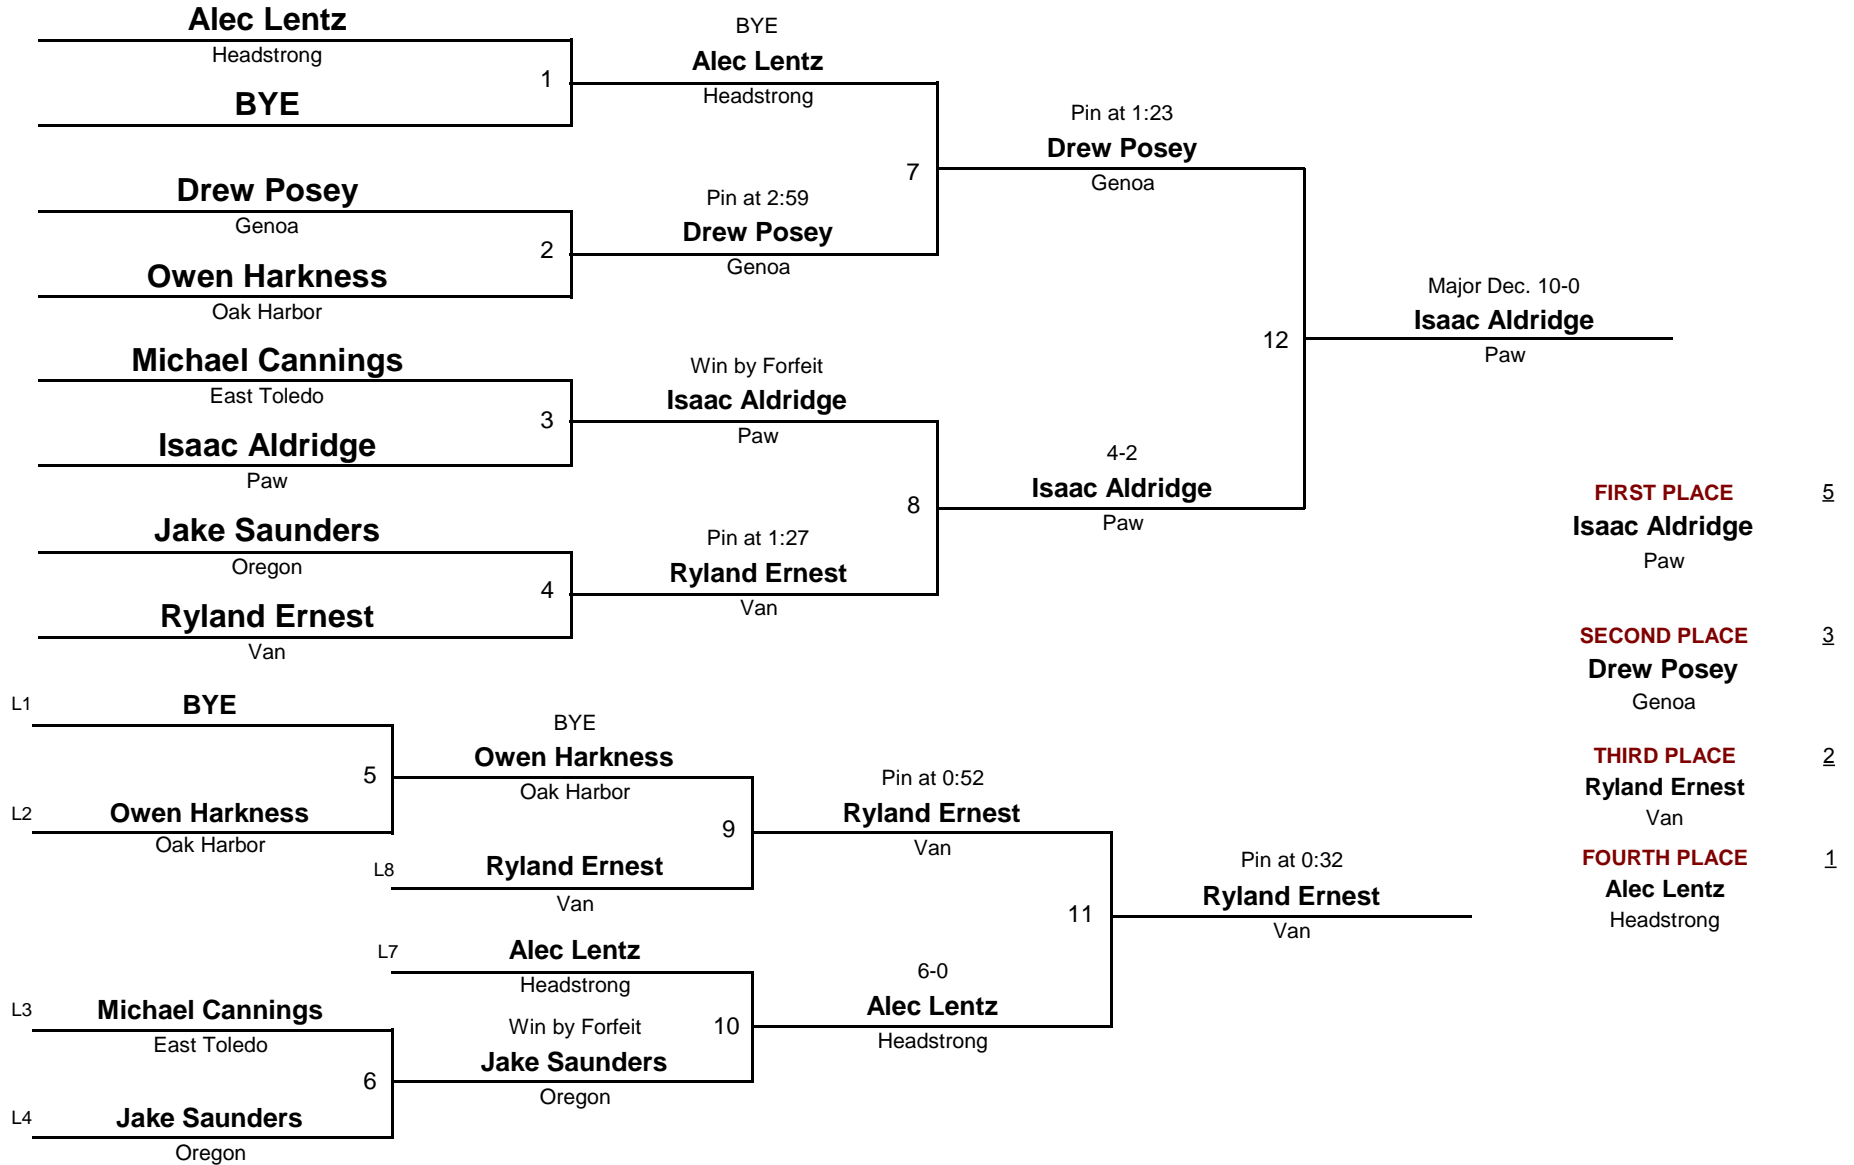 Alec Lentz
Headstrong
1
BYE
BYE
Alec Lentz
Headstrong
Drew Posey
Genoa
2
Owen Harkness
Oak Harbor
Pin at 2:59
Drew Posey
Genoa
7
Pin at 1:23
Drew Posey
Genoa
Michael Cannings
East Toledo
3
Isaac Aldridge
Paw
Win by Forfeit
Isaac Aldridge
Paw
Jake Saunders
Oregon
4
Ryland Ernest
Van
Pin at 1:27
Ryland Ernest
Van
8
4-2
Isaac Aldridge
Paw
12
Major Dec. 10-0
Isaac Aldridge
Paw
FIRST PLACE 5
Isaac Aldridge
Paw
SECOND PLACE 3
Drew Posey
Genoa
THIRD PLACE 2
Ryland Ernest
Van
FOURTH PLACE 1
Alec Lentz
Headstrong
L1 BYE
5
L2 Owen Harkness
Oak Harbor
BYE
Owen Harkness
Oak Harbor
9
L8 Ryland Ernest
Van
Pin at 0:52
Ryland Ernest
Van
L7 Alec Lentz
Headstrong
L3 Michael Cannings
East Toledo
6
L4 Jake Saunders
Oregon
Win by Forfeit
Jake Saunders
Oregon
10
6-0
Alec Lentz
Headstrong
11
Pin at 0:32
Ryland Ernest
Van